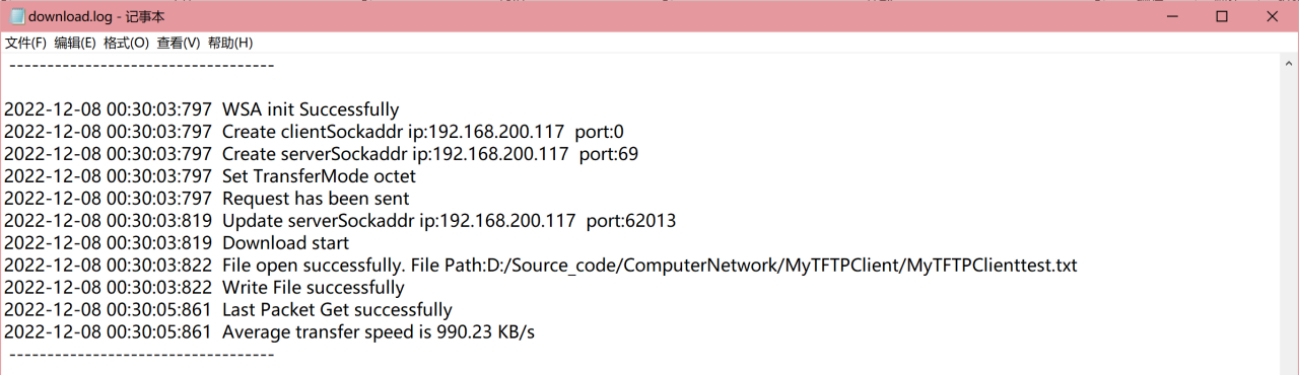 download.log - 记事本
文件(F) 编辑(E) 格式(O) 查看(V) 帮助(H)
----------------------------------
2022-12-08 00:30:03:797  WSA init Successfully
2022-12-08 00:30:03:797  Create clientSockaddr ip:192.168.200.117  port:0
2022-12-08 00:30:03:797  Create serverSockaddr ip:192.168.200.117  port:69
2022-12-08 00:30:03:797  Set TransferMode octet
2022-12-08 00:30:03:797  Request has been sent
2022-12-08 00:30:03:819  Update serverSockaddr ip:192.168.200.117  port:62013
2022-12-08 00:30:03:819  Download start
2022-12-08 00:30:03:822  File open successfully. File Path:D:/Source_code/ComputerNetwork/MyTFTPClient/MyTFTPClienttest.txt
2022-12-08 00:30:03:822  Write File successfully
2022-12-08 00:30:05:861  Last Packet Get successfully
2022-12-08 00:30:05:861  Average transfer speed is 990.23 KB/s
----------------------------------